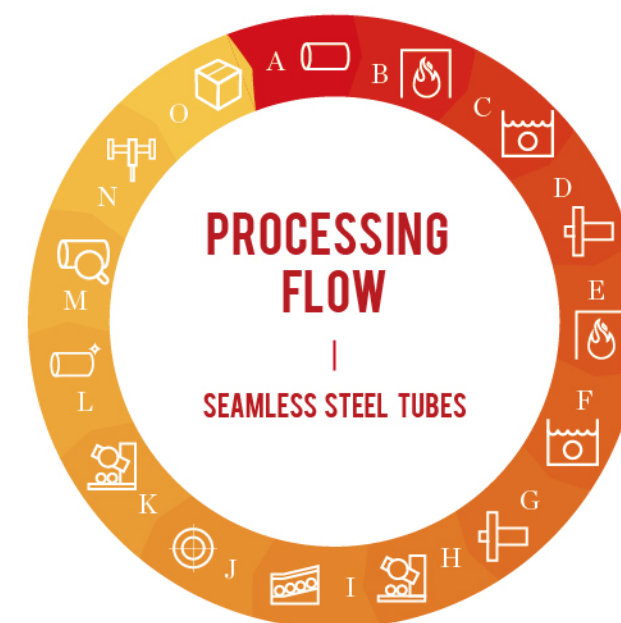 PROCESSING
FLOW
SEAMLESS STEEL TUBES
A
B
C
D
E
F
G
H
I
J
K
L
M
N
O